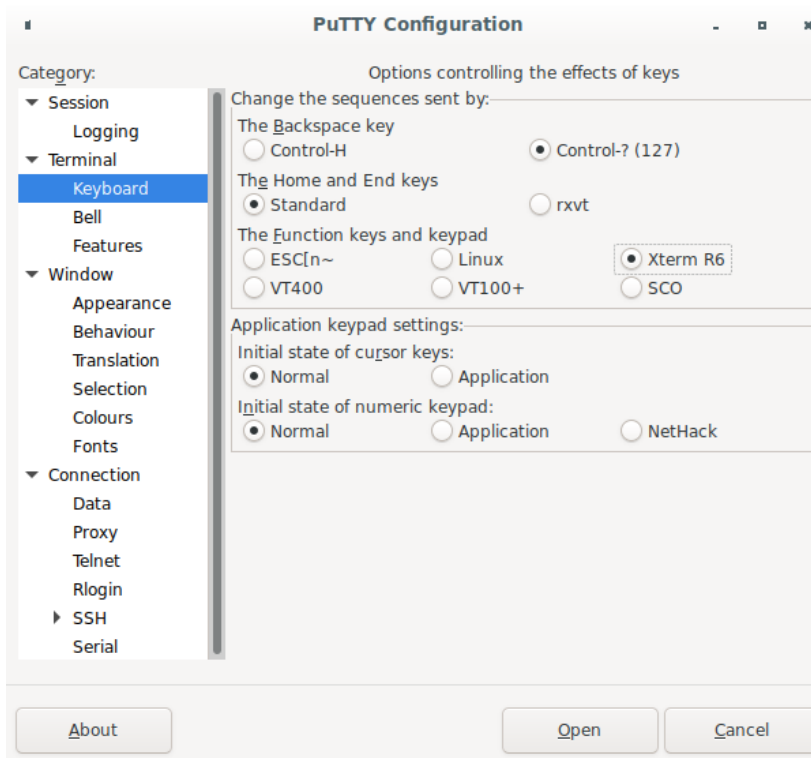 PuTTY Configuration
Category:
Session
Logging
Terminal
Keyboard
Bell
Features
Window
Appearance
Behaviour
Translation
Selection
Colours
Fonts
Connection
Data
Proxy
Telnet
Rlogin
SSH
Serial
Options controlling the effects of keys
Change the sequences sent by:
The Backspace key
Control-H Control-? (127)
The Home and End keys
Standard rxvt
The Function keys and keypad
ESC[n~ Linux Xterm R6
VT400 VT100+ SCO
Application keypad settings:
Initial state of cursor keys:
Normal Application
Initial state of numeric keypad:
Normal Application NetHack
About Open Cancel